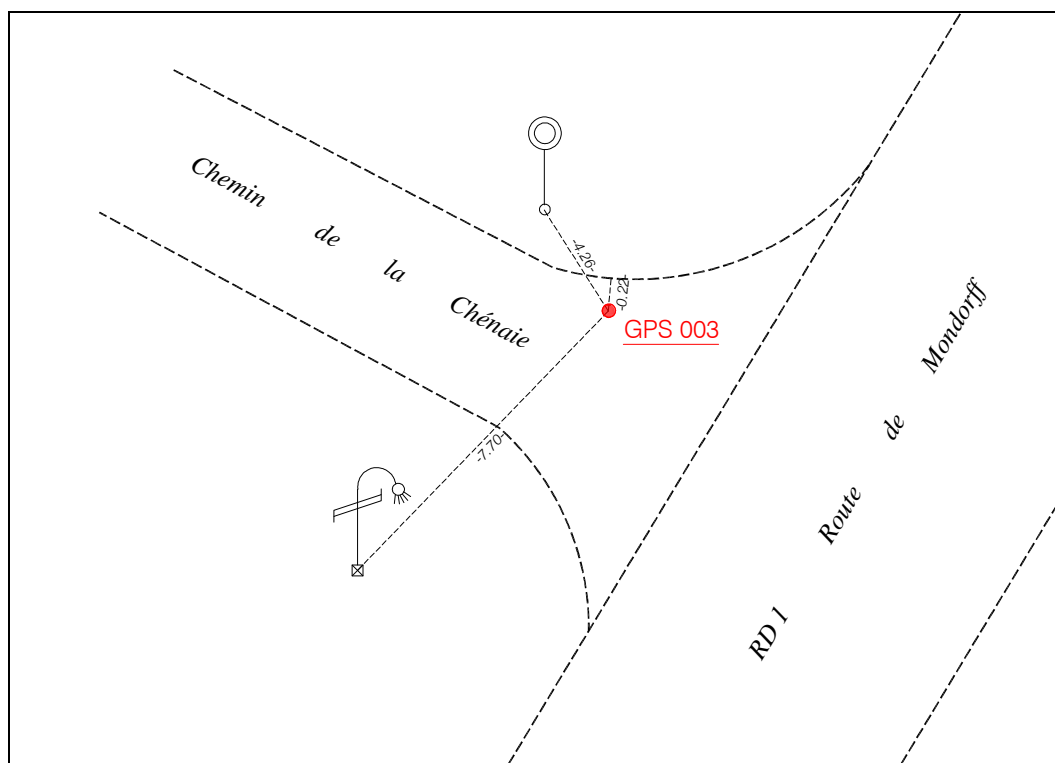 Chemin de la Chénaie
-4.26-
-0.22-
GPS 003
-7.70-
RD 1 Route de Mondorff